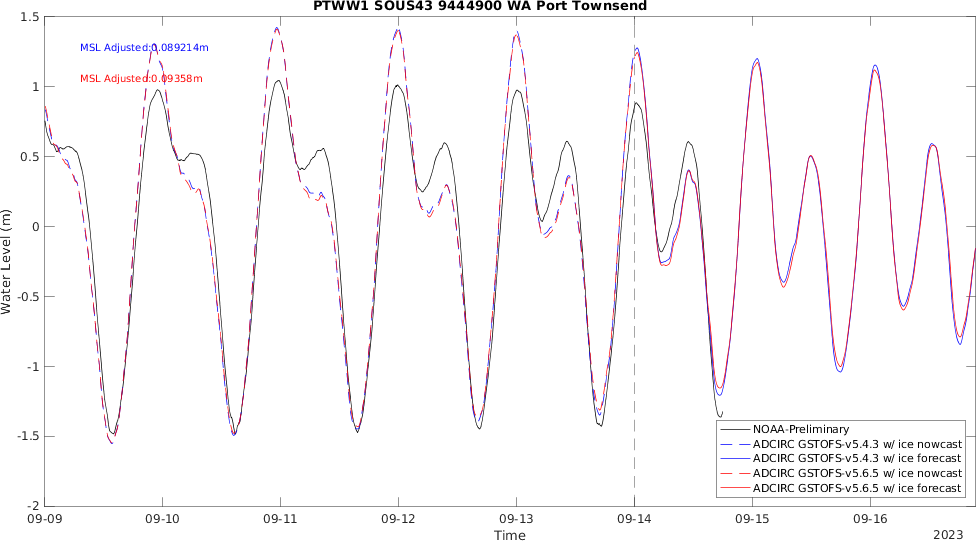 PTWW1 SOUS43 9444900 WA Port Townsend
1.5
MSL Adjusted:0.089214m
MSL Adjusted:0.09358m
1
0.5
0
-0.5
-1
-1.5
-2
Water Level (m)
NOAA-Preliminary
ADCIRC GSTOFS-v5.4.3 w/ ice nowcast
ADCIRC GSTOFS-v5.4.3 w/ ice forecast
ADCIRC GSTOFS-v5.6.5 w/ ice nowcast
ADCIRC GSTOFS-v5.6.5 w/ ice forecast
09-09 09-10 09-11 09-12 09-13 09-14 09-15 09-16
Time
2023